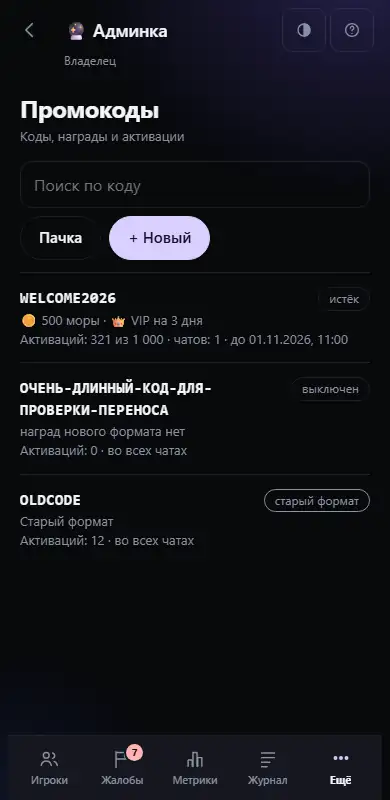 Админка
Владелец
Промокоды
Коды, награды и активации
Поиск по коду
Пачка
+ Новый
WELCOME2026
истёк
500 моры · VIP на 3 дня
Активаций: 321 из 1 000 · чатов: 1 · до 01.11.2026, 11:00
ОЧЕНЬ-ДЛИННЫЙ-КОД-ДЛЯ-
ПРОВЕРКИ-ПЕРЕНОСА
выключен
наград нового формата нет
Активаций: 0 · во всех чатах
OLDCODE
старый формат
Старый формат
Активаций: 12 · во всех чатах
7
Игроки
Жалобы
Метрики
Журнал
Ещё